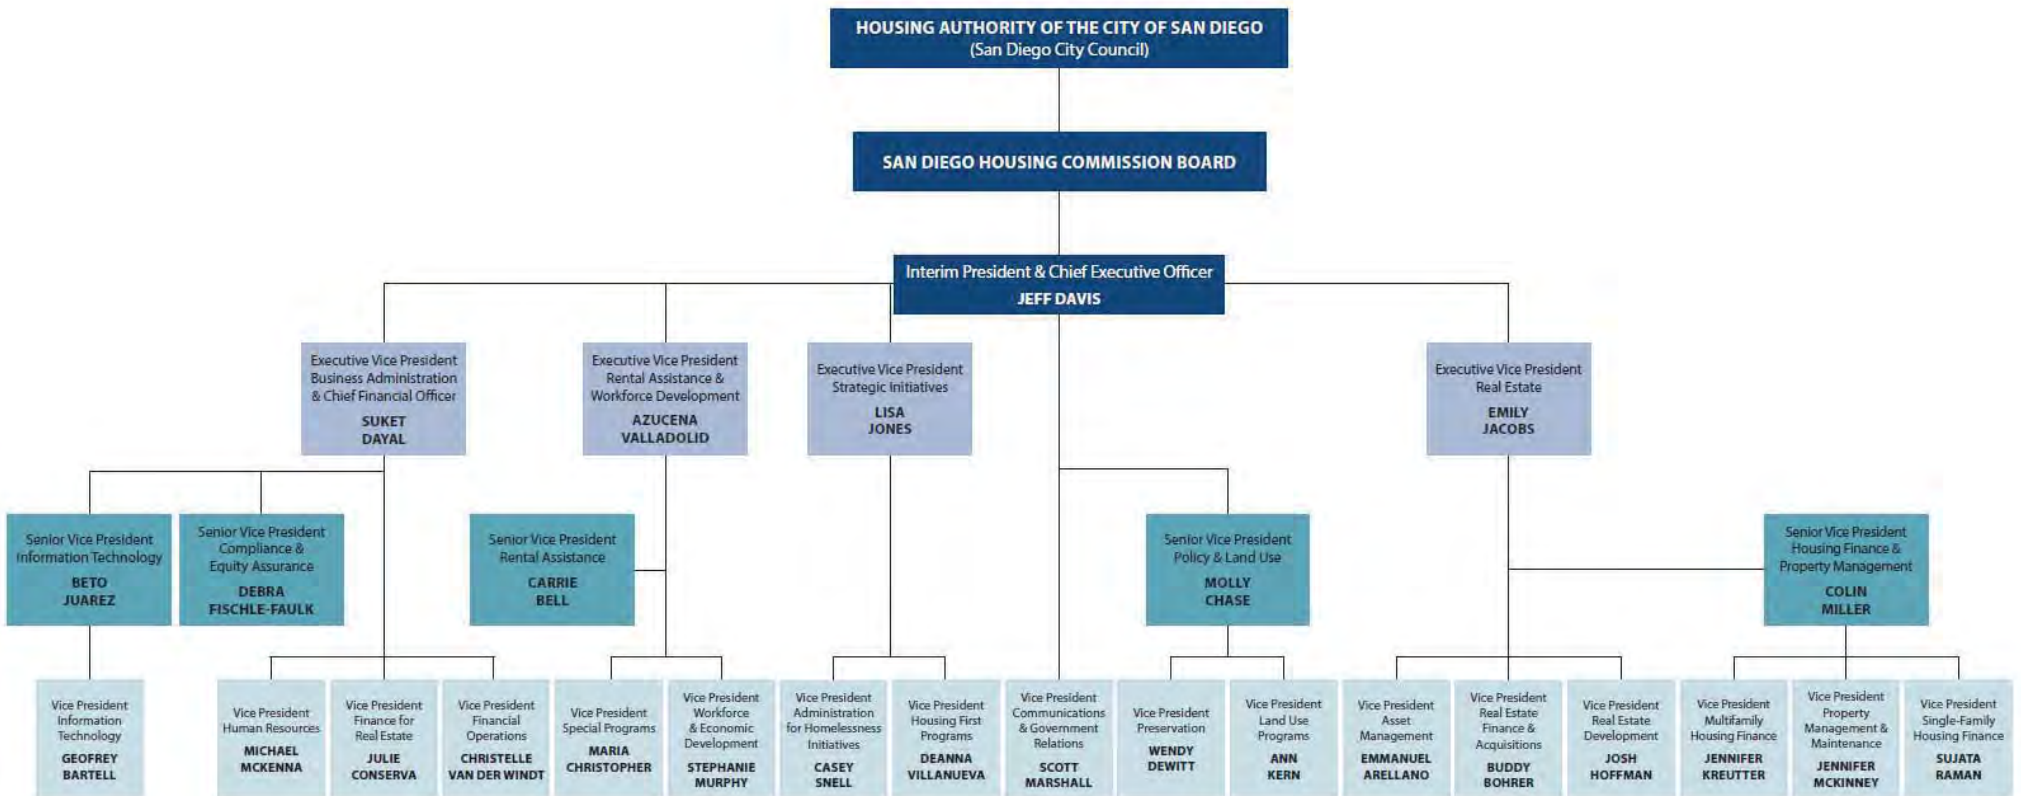 HOUSING AUTHORITY OF THE CITY OF SAN DIEGO
(San Diego City Council)
SAN DIEGO HOUSING COMMISSION BOARD
Interim President & Chief Executive Officer
JEFF DAVIS
Executive Vice President
Business Administration
& Chief Financial Officer
SUKET
DAYAL
Executive Vice President
Rental Assistance &
Workforce Development
AZUCENA
VALLADOLID
Executive Vice President
Strategic Initiatives
LISA
JONES
Executive Vice President
Real Estate
EMILY
JACOBS
Senior Vice President
Information Technology
BETO
JUAREZ
Senior Vice President
Compliance &
Equity Assurance
DEBRA
FISCHLE-FAULK
Senior Vice President
Rental Assistance
CARRIE
BELL
Senior Vice President
Policy & Land Use
MOLLY
CHASE
Senior Vice President
Housing Finance &
Property Management
COLIN
MILLER
Vice President
Information
Technology
GEOFREY
BARTELL
Vice President
Human Resources
MICHAEL
MCKENNA
Vice President
Finance for
Real Estate
JULIE
CONSERVA
Vice President
Financial
Operations
CHRISTELLE
VAN DER WINDT
Vice President
Special Programs
MARIA
CHRISTOPHER
Vice President
Workforce
& Economic
Development
STEPHANIE
MURPHY
Vice President
Administration
for Homelessness
Initiatives
CASEY
SNELL
Vice President
Housing First
Programs
DEANNA
VILLANUEVA
Vice President
Communications
& Government
Relations
SCOTT
MARSHALL
Vice President
Preservation
WENDY
DEWITT
Vice President
Land Use
Programs
ANN
KERN
Vice President
Asset
Management
EMMANUEL
ARELLANO
Vice President
Real Estate
Finance &
Acquisitions
BUDDY
BOHRER
Vice President
Real Estate
Development
JOSH
HOFFMAN
Vice President
Multifamily
Housing Finance
JENNIFER
KREUTTER
Vice President
Property
Management &
Maintenance
JENNIFER
MCKINNEY
Vice President
Single-Family
Housing Finance
SUJATA
RAMAN